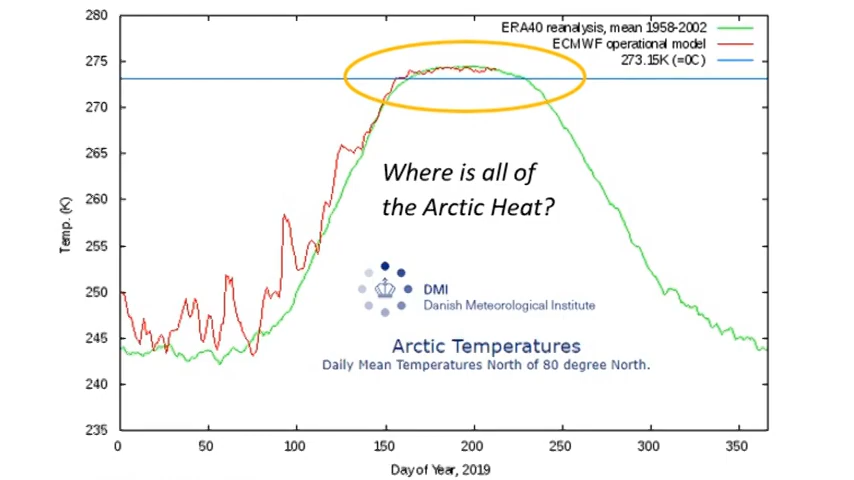 280
275
270
265
260
255
250
245
240
235
Temp. (K)
ERA40 reanalysis, mean 1958-2002
ECMWF operational model
273.15K (=0C)
Where is all of
the Arctic Heat?
DMI
Danish Meteorological Institute
Arctic Temperatures
Daily Mean Temperatures North of 80 degree North.
0 50 100 150 200 250 300 350
Day of Year, 2019